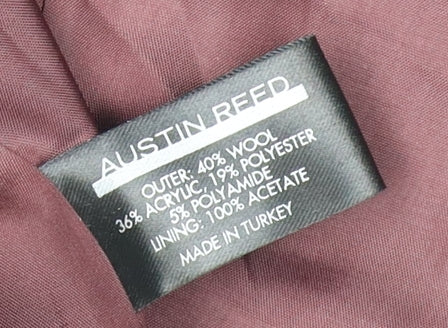 AUSTIN REED
OUTER: 40% WOOL
36% ACRYLIC, 19% POLYESTER
5% POLYAMIDE
LINING: 100% ACETATE
MADE IN TURKEY